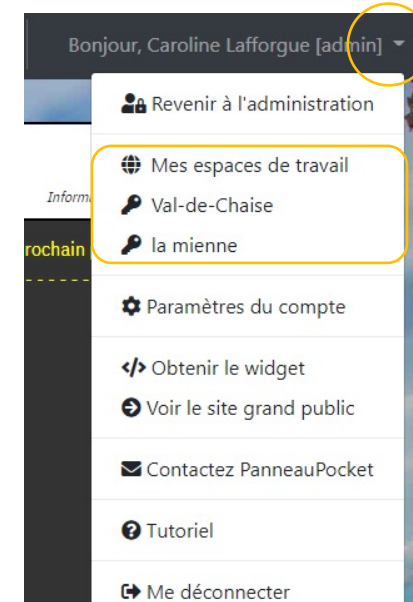 Bonjour, Caroline Lafforgue [admin]
Revenir à l'administration
Mes espaces de travail
Inform
Val-de-Chaise
rochain
la mienne
Paramètres du compte
Obtenir le widget
Voir le site grand public
Contactez PanneauPocket
Tutoriel
Me déconnecter